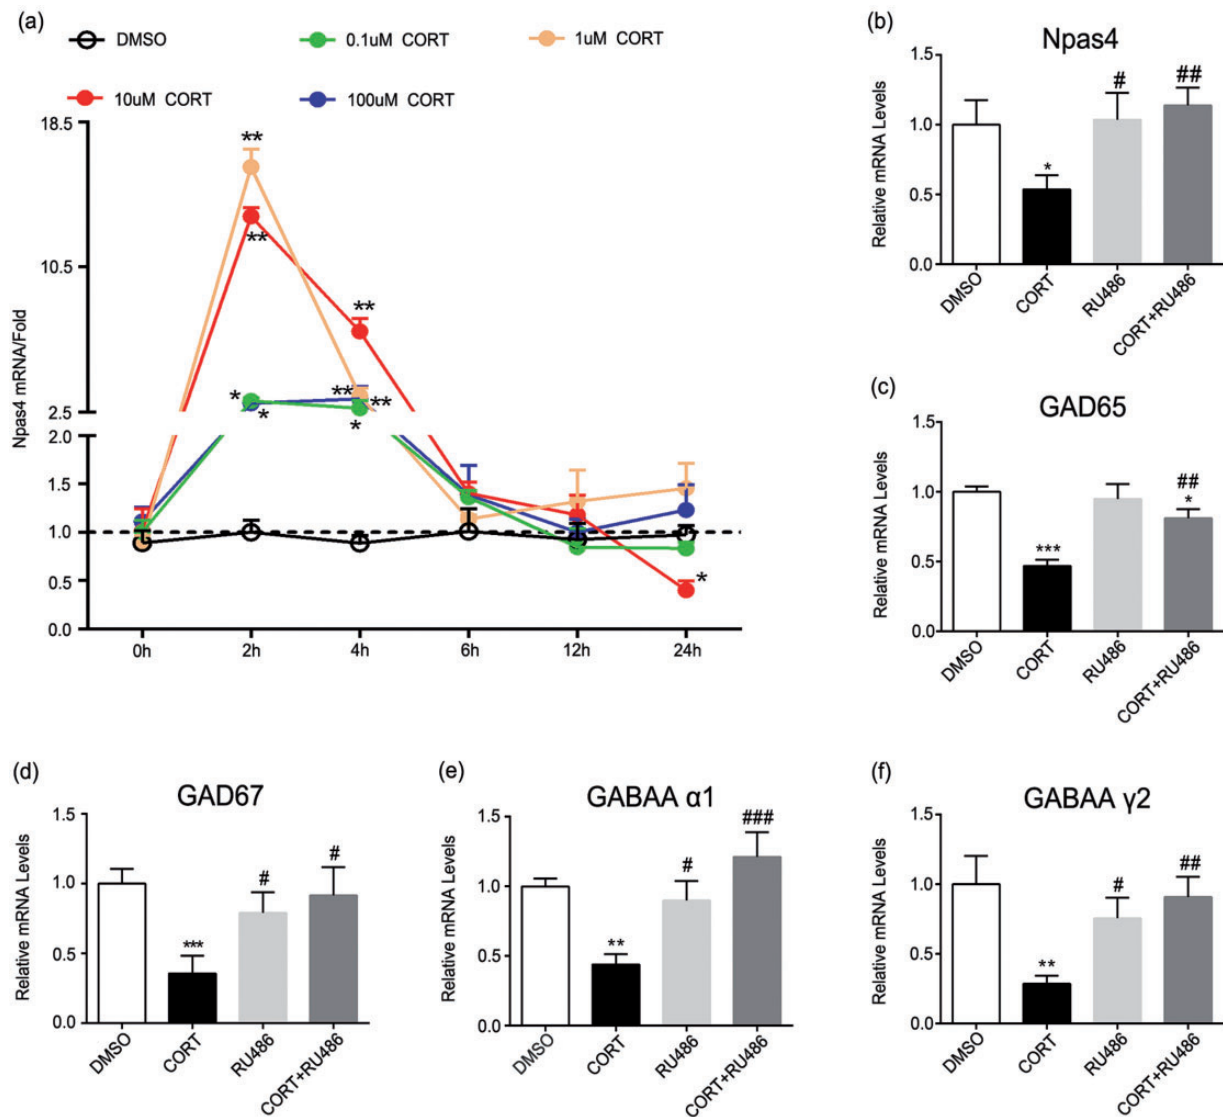 (a)
DMSO
0.1uM CORT
1uM CORT
10uM CORT
100uM CORT
Npas4 mRNA/Fold
18.5
10.5
2.5
2.0
1.5
1.0
0.5
0.0
**
**
**
*
*
**
**
*
*
0h
2h
4h
6h
12h
24h
(b)
Npas4
Relative mRNA Levels
1.5
1.0
0.5
0.0
*
#
##
DMSO
CORT
RU486
CORT+RU486
(c)
GAD65
Relative mRNA Levels
1.5
1.0
0.5
0.0
***
##
*
DMSO
CORT
RU486
CORT+RU486
(d)
GAD67
Relative mRNA Levels
1.5
1.0
0.5
0.0
***
#
#
DMSO
CORT
RU486
CORT+RU486
(e)
GABAA α1
Relative mRNA Levels
1.5
1.0
0.5
0.0
**
#
###
DMSO
CORT
RU486
CORT+RU486
(f)
GABAA γ2
Relative mRNA Levels
1.5
1.0
0.5
0.0
**
#
##
DMSO
CORT
RU486
CORT+RU486